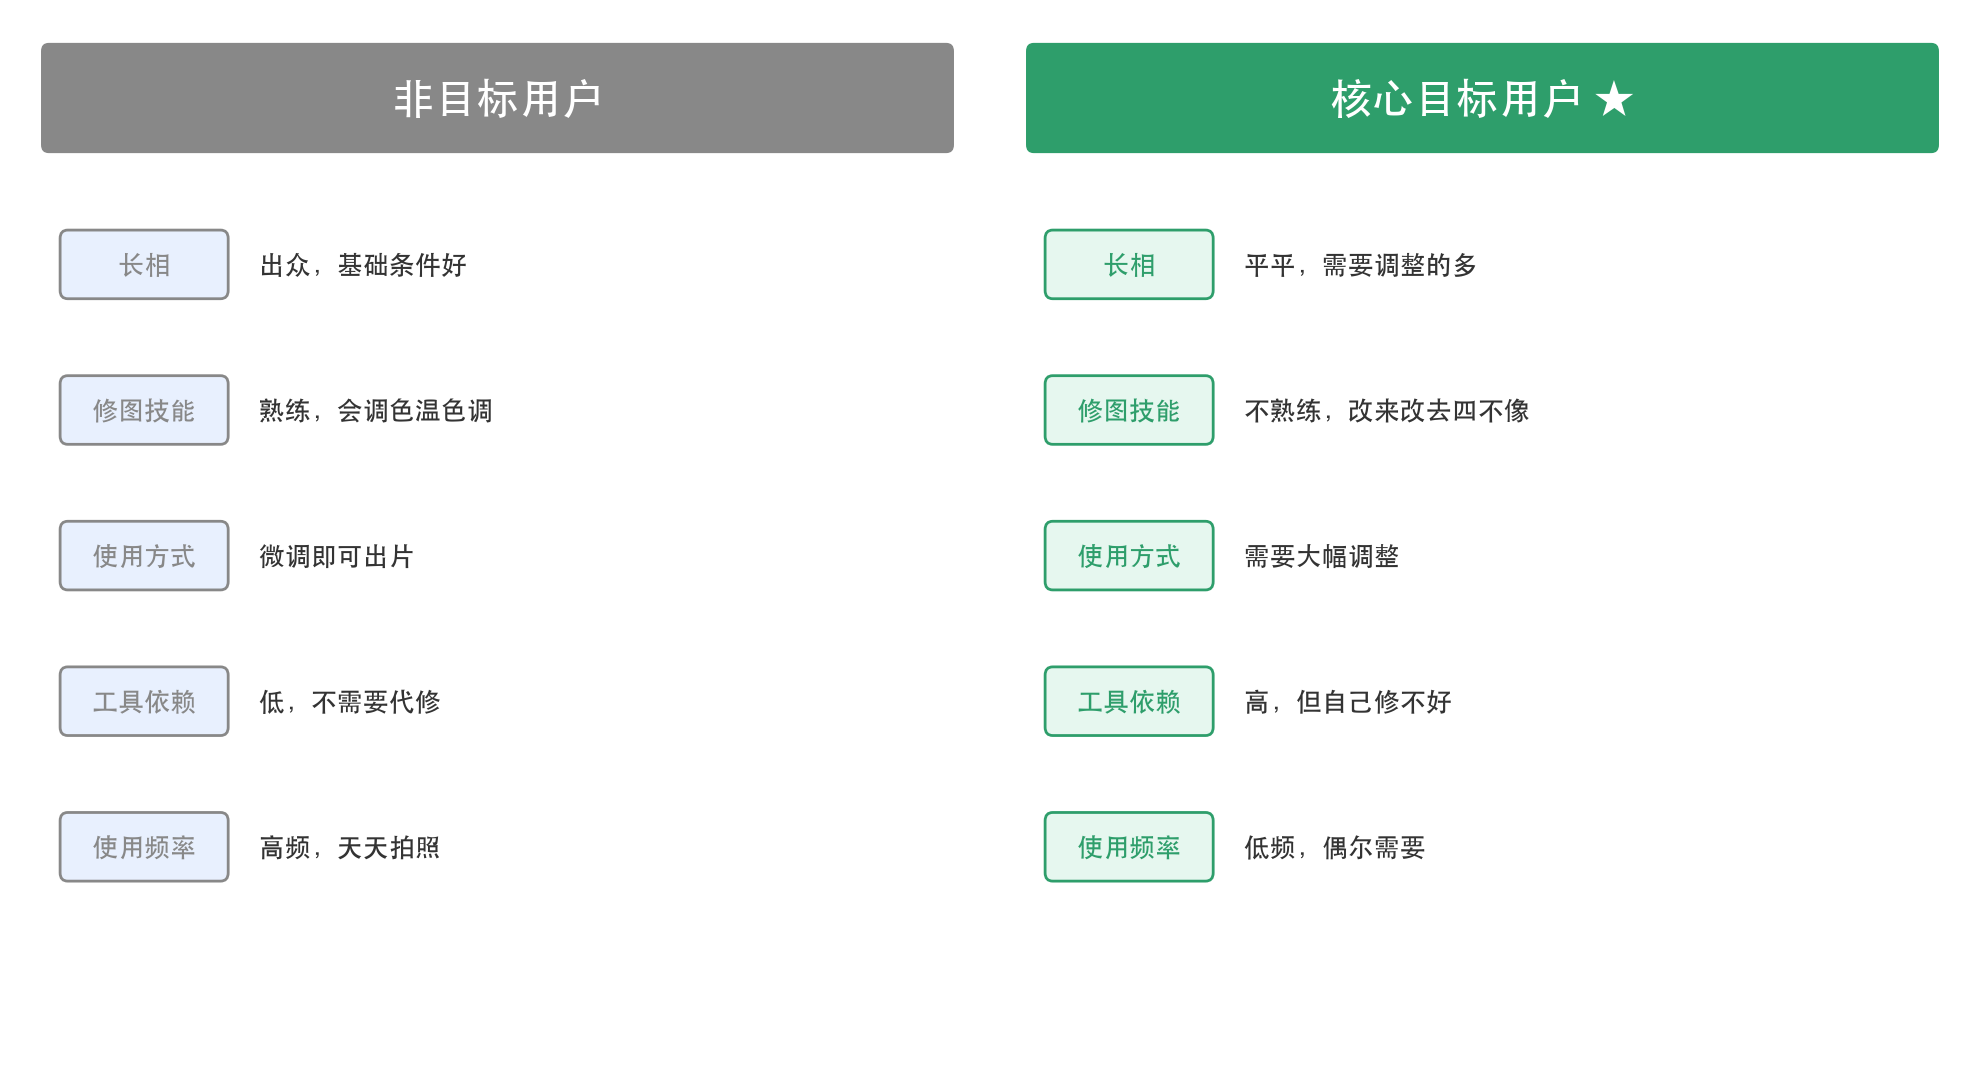 非目标用户
长相 出众，基础条件好
修图技能 熟练，会调色温色调
使用方式 微调即可出片
工具依赖 低，不需要代修
使用频率 高频，天天拍照
核心目标用户 ★
长相 平平，需要调整的多
修图技能 不熟练，改来改去四不像
使用方式 需要大幅调整
工具依赖 高，但自己修不好
使用频率 低频，偶尔需要